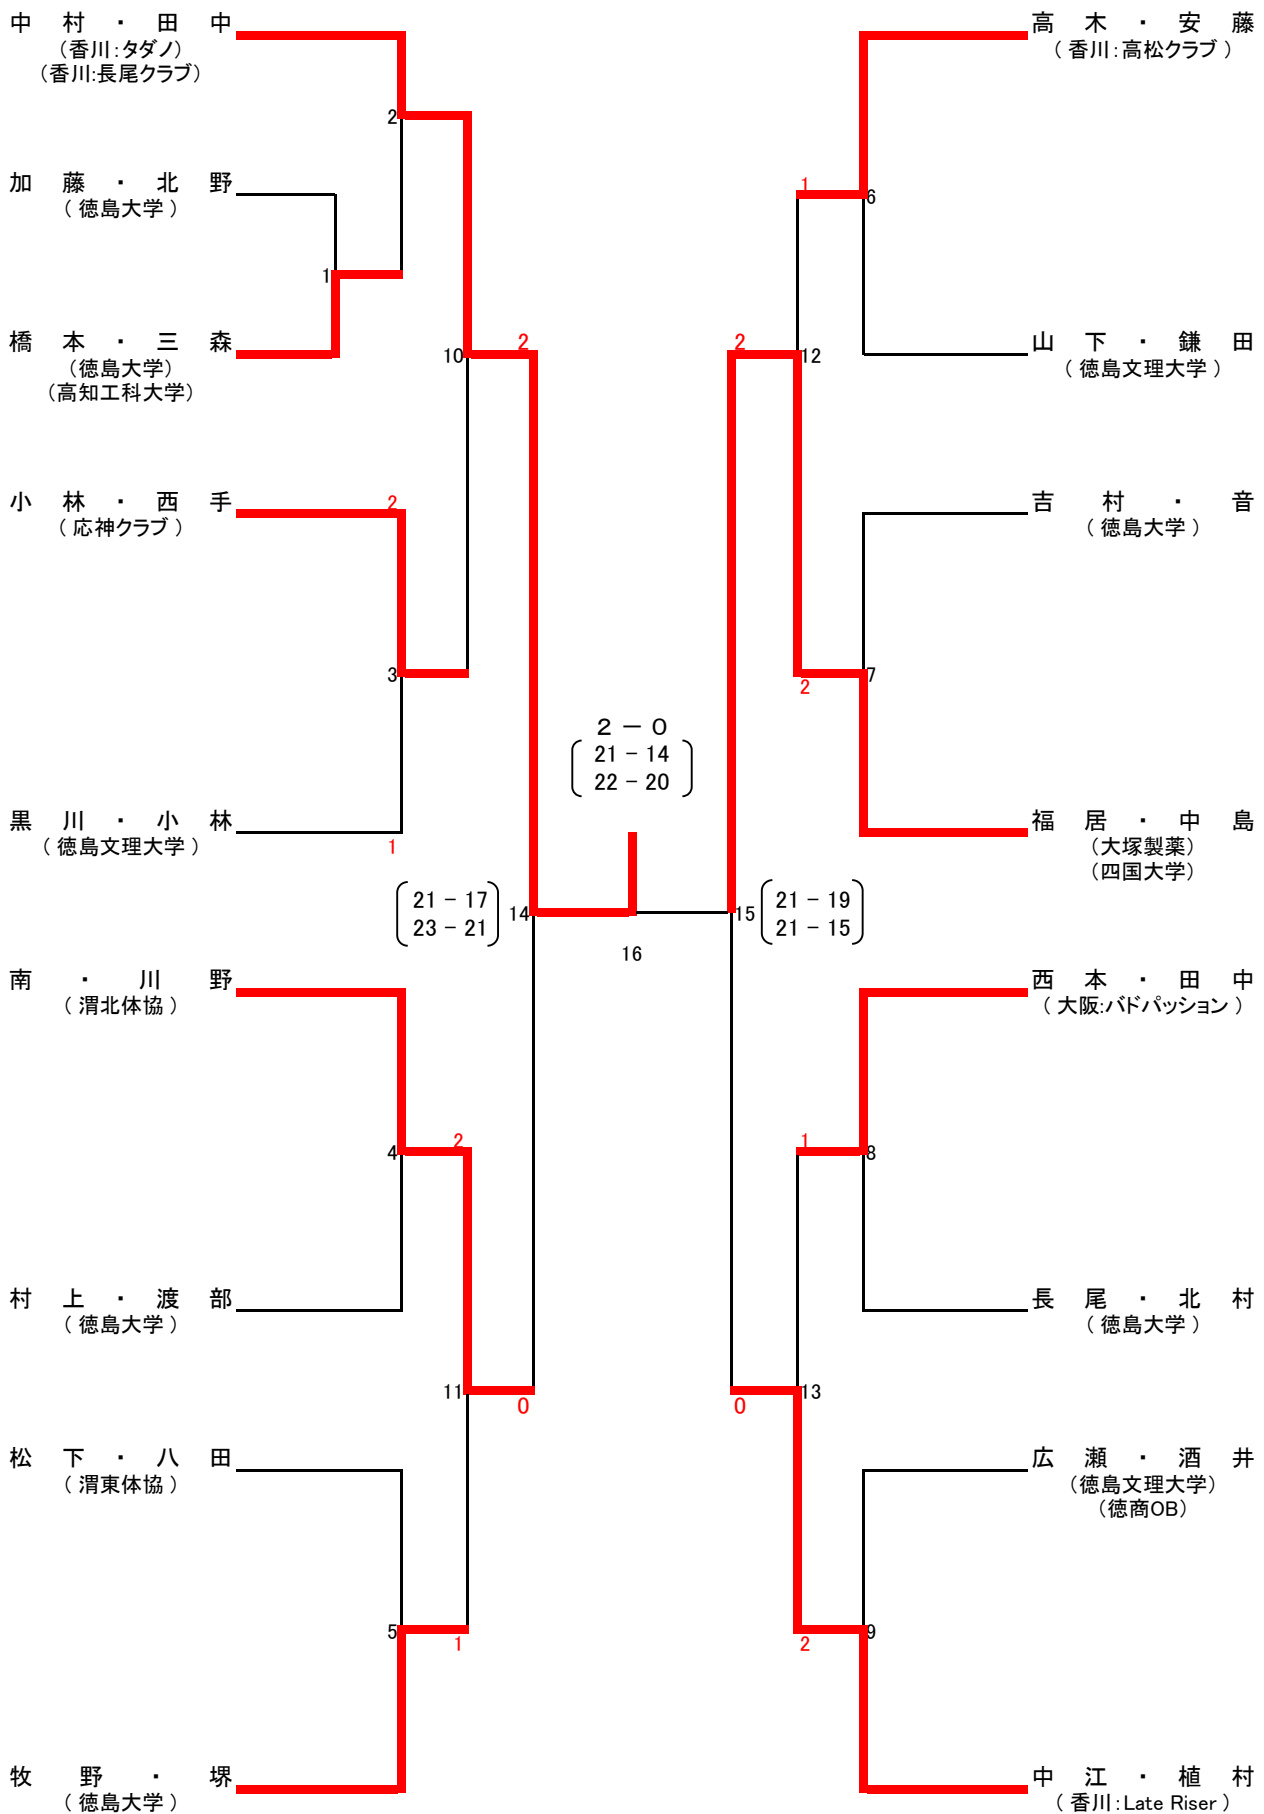 中村・田中
（香川：タダノ）
（香川:長尾クラブ）
2
加藤・北野
（徳島大学）
1
橋本・三森
（徳島大学）
（高知工科大学）
10
2
小林・西手
（応神クラブ）
2
3
黒川・小林
（徳島文理大学）
1
21 − 17
23 − 21
14
南・川野
（渭北体協）
4
2
村上・渡部
（徳島大学）
11
0
松下・八田
（渭東体協）
5
1
牧野・堺
（徳島大学）
2 − 0
21 − 14
22 − 20
16
高木・安藤
（香川：高松クラブ）
1
6
2
12
山下・鎌田
（徳島文理大学）
吉村・音
（徳島大学）
7
2
福居・中島
（大塚製薬）
（四国大学）
15
21 − 19
21 − 15
西本・田中
（大阪:バドパッション）
1
8
長尾・北村
（徳島大学）
13
0
広瀬・酒井
（徳島文理大学）
（徳商OB）
9
2
中江・植村
（香川：Late Riser）